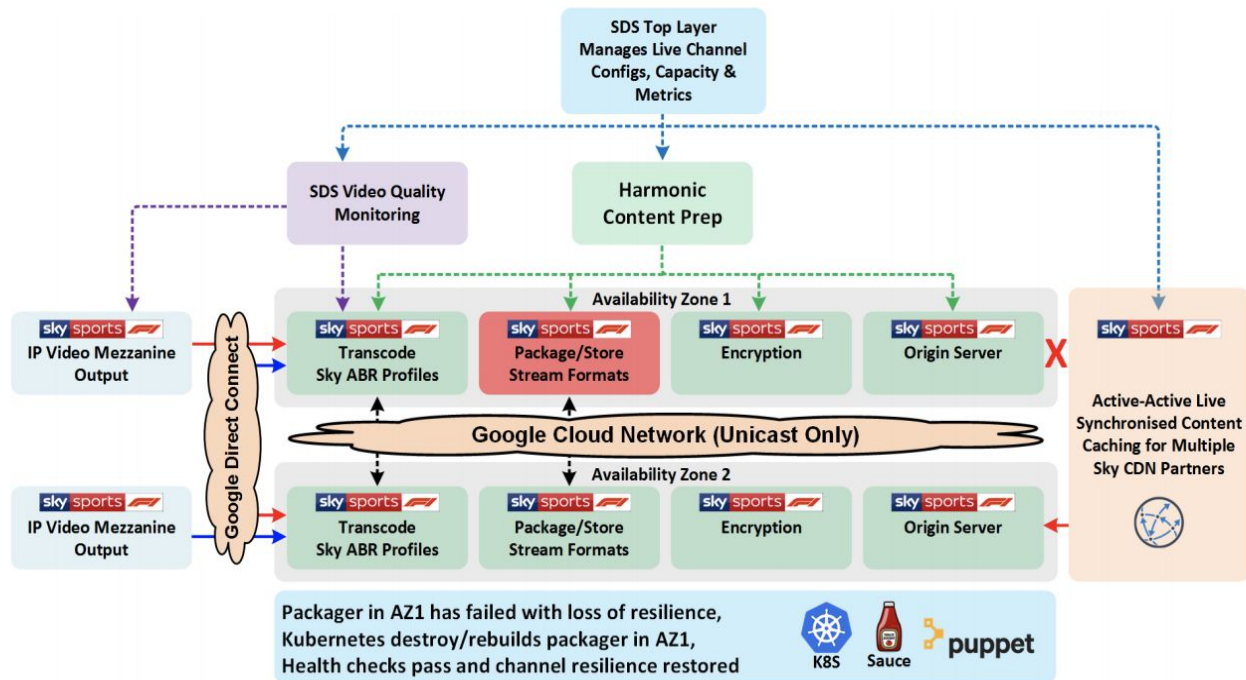 SDS Top Layer
Manages Live Channel
Configs, Capacity &
Metrics
SDS Video Quality
Monitoring
Harmonic
Content Prep
Availability Zone 1
sky sports F1
IP Video Mezzanine
Output
Google Direct Connect
sky sports F1
Transcode
Sky ABR Profiles
sky sports F1
Package/Store
Stream Formats
sky sports F1
Encryption
sky sports F1
Origin Server
X
sky sports F1
Active-Active Live
Synchronised Content
Caching for Multiple
Sky CDN Partners
Google Cloud Network (Unicast Only)
Availability Zone 2
sky sports F1
IP Video Mezzanine
Output
sky sports F1
Transcode
Sky ABR Profiles
sky sports F1
Package/Store
Stream Formats
sky sports F1
Encryption
sky sports F1
Origin Server
Packager in AZ1 has failed with loss of resilience,
Kubernetes destroy/rebuilds packager in AZ1,
Health checks pass and channel resilience restored
K8S
Sauce
puppet